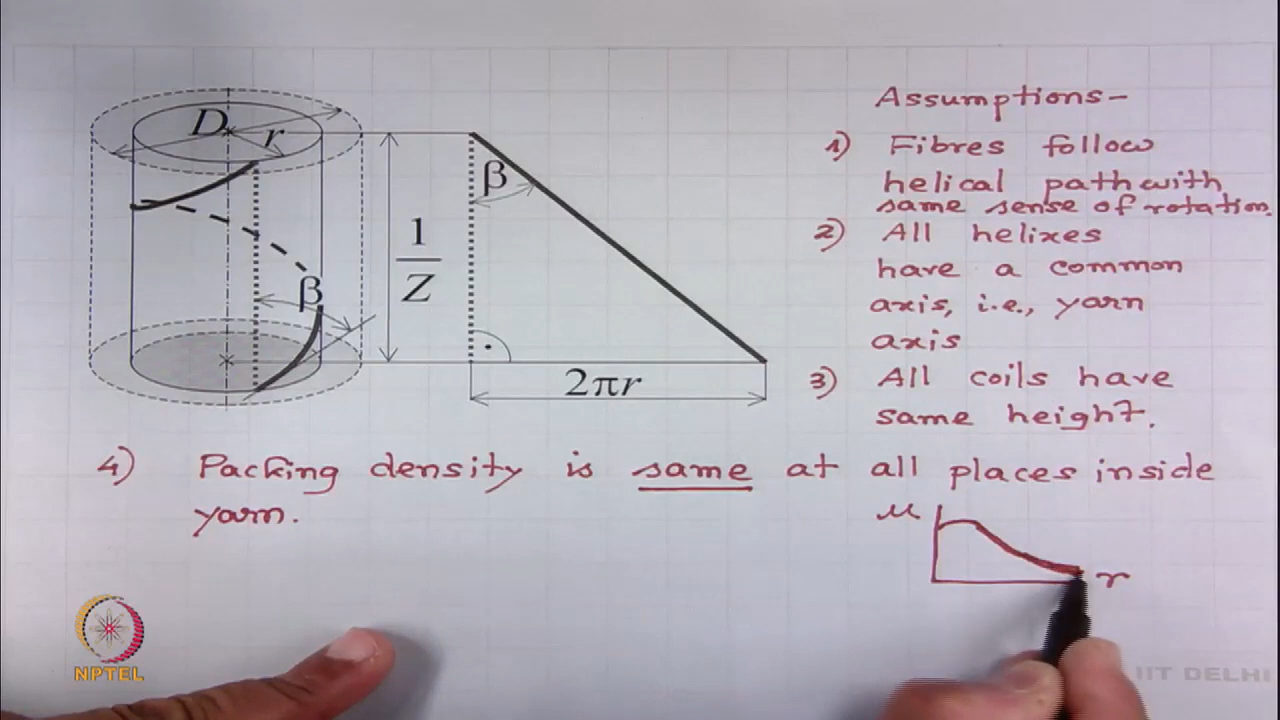 D
r
β
1
Z
β
2πr
Assumptions-
1) Fibres follow
helical path with
same sense of rotation.
2) All helixes
have a common
axis, i.e., yarn
axis
3) All coils have
same height.
4) Packing density is same at all places inside
yarn.
μ
r
NPTEL
IIT DELHI